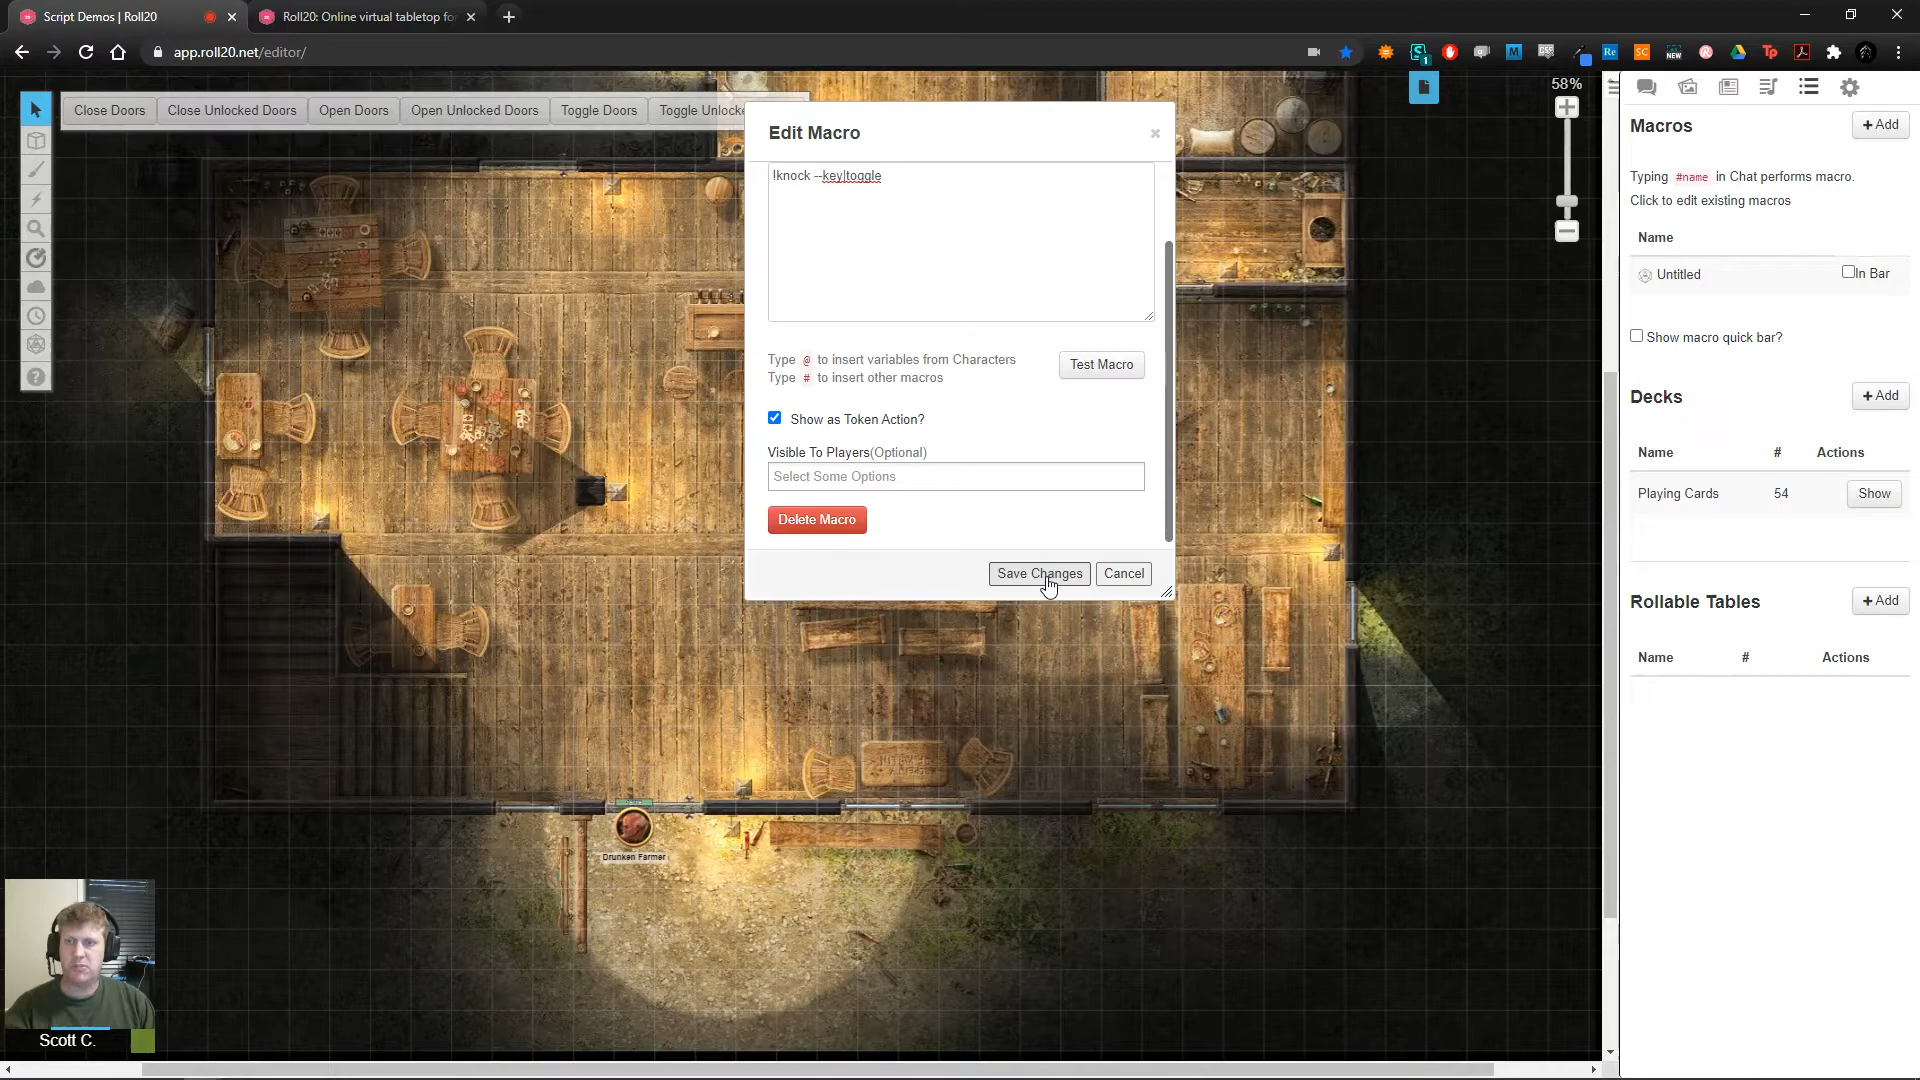 Script Demos | Roll20
Roll20: Online virtual tabletop for
app.roll20.net/editor/
Close Doors
Close Unlocked Doors
Open Doors
Open Unlocked Doors
Toggle Doors
Toggle Unlocke
58%
Edit Macro
!knock --key|toggle
Type @ to insert variables from Characters
Type # to insert other macros
Test Macro
Show as Token Action?
Visible To Players(Optional)
Select Some Options
Delete Macro
Save Changes
Cancel
Macros
+ Add
Typing #name in Chat performs macro.
Click to edit existing macros
Name
Untitled
In Bar
Show macro quick bar?
Decks
+ Add
Name # Actions
Playing Cards 54 Show
Rollable Tables
+ Add
Name # Actions
Drunken Farmer
Scott C.